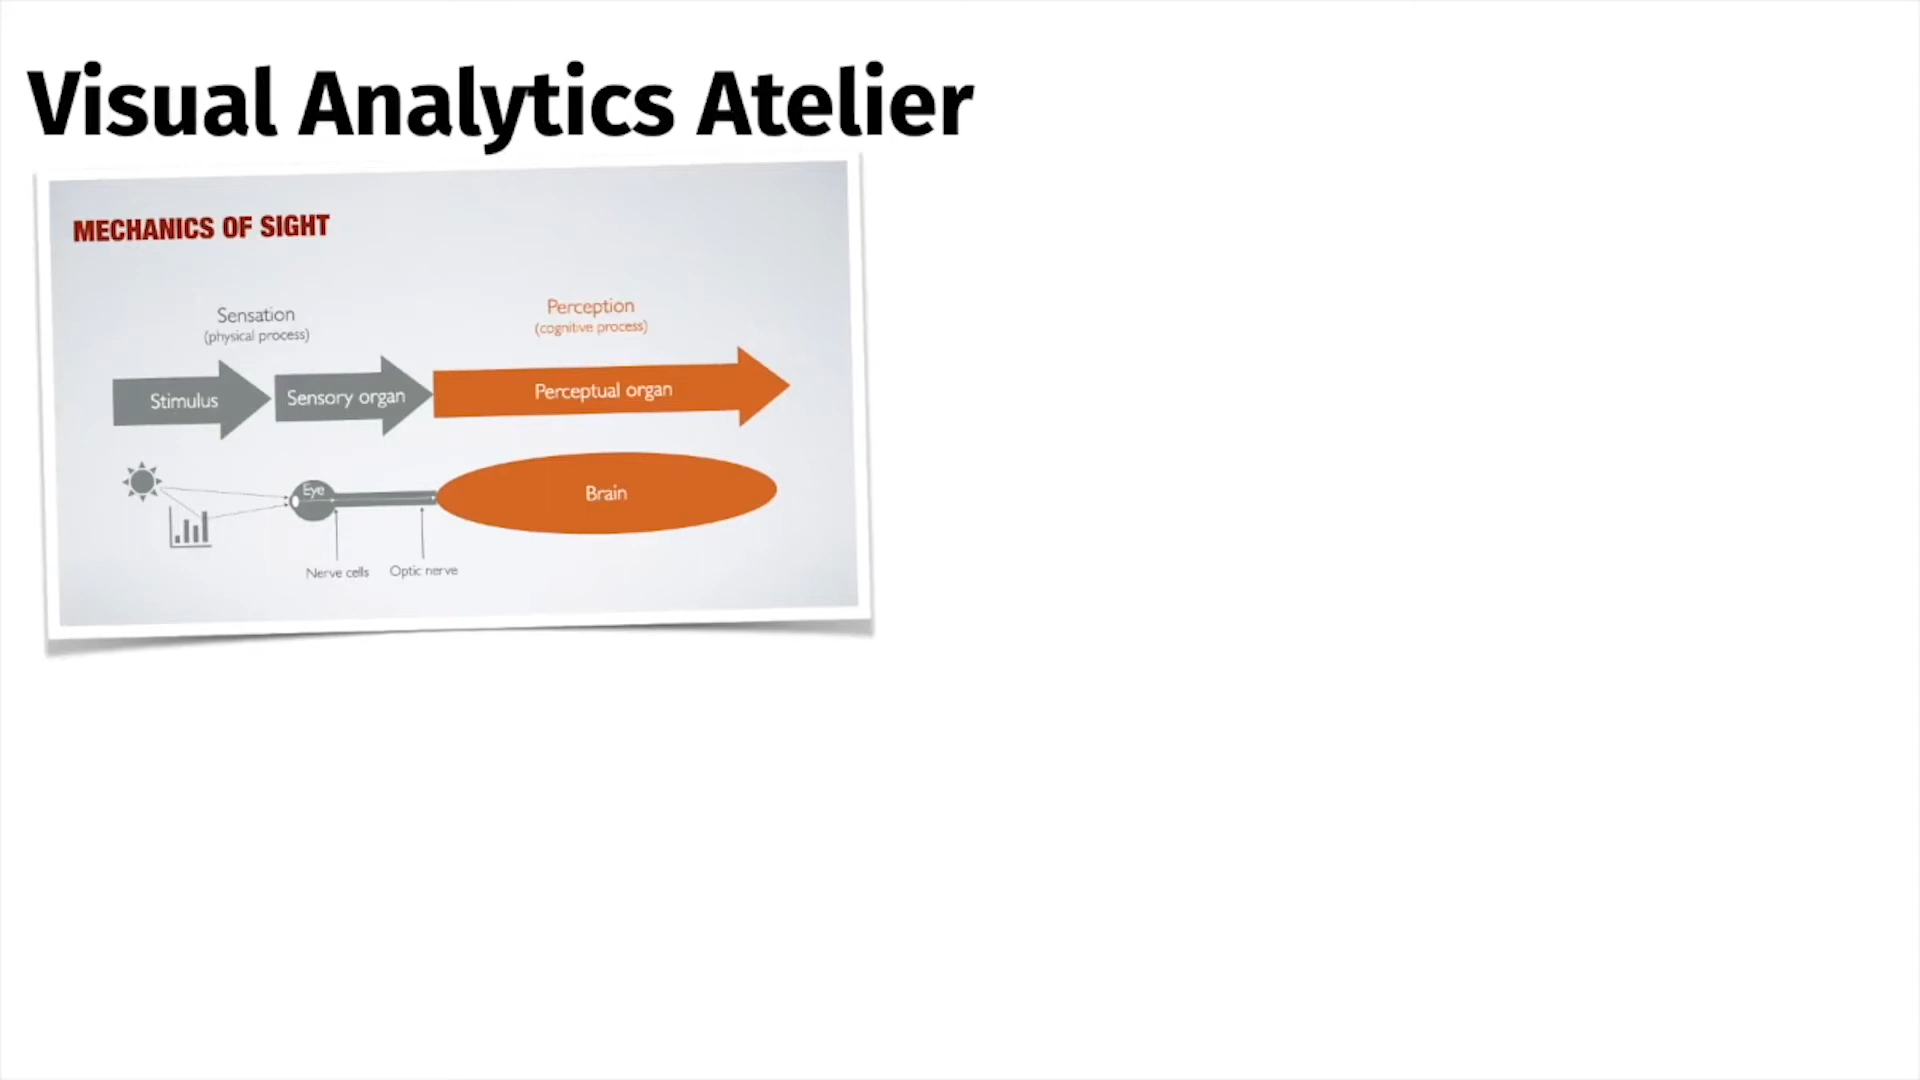 Visual Analytics Atelier
MECHANICS OF SIGHT
Sensation
(physical process)
Perception
(cognitive process)
Stimulus
Sensory organ
Perceptual organ
Eye
Brain
Nerve cells
Optic nerve